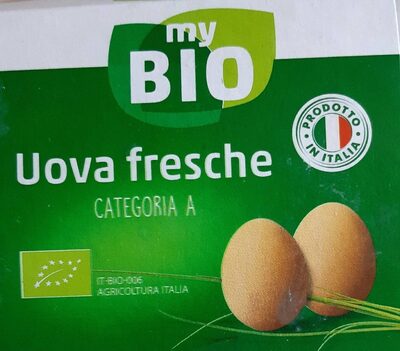 my
BIO
PRODOTTO
IN ITALIA
Uova fresche
CATEGORIA A
IT-BIO-006
AGRICOLTURA ITALIA